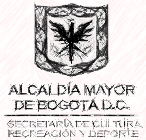 ALCALDÍA MAYOR
DE BOGOTÁ D.C.
SECRETARÍA DE CULTURA,
RECREACIÓN Y DEPORTE